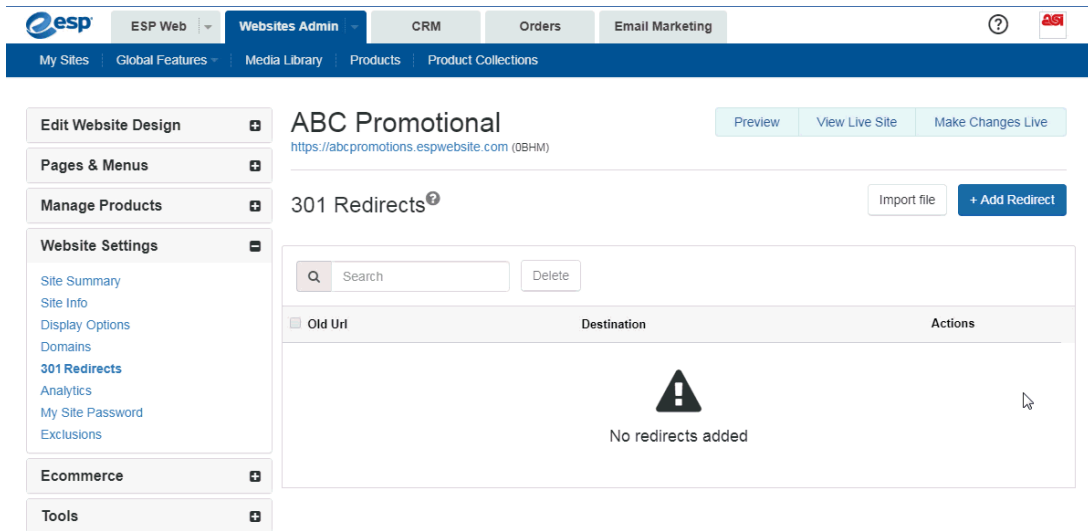 esp ESP Web Websites Admin CRM Orders Email Marketing ? asi
My Sites Global Features Media Library Products Product Collections
Edit Website Design
ABC Promotional
Preview View Live Site Make Changes Live
https://abcpromotions.espwebsite.com (0BHM)
Pages & Menus
Manage Products
301 Redirects ?
Import file + Add Redirect
Website Settings
Search Delete
Site Summary
Site Info
Display Options
Domains
301 Redirects
Analytics
My Site Password
Exclusions
Old Url Destination Actions
No redirects added
Ecommerce
Tools